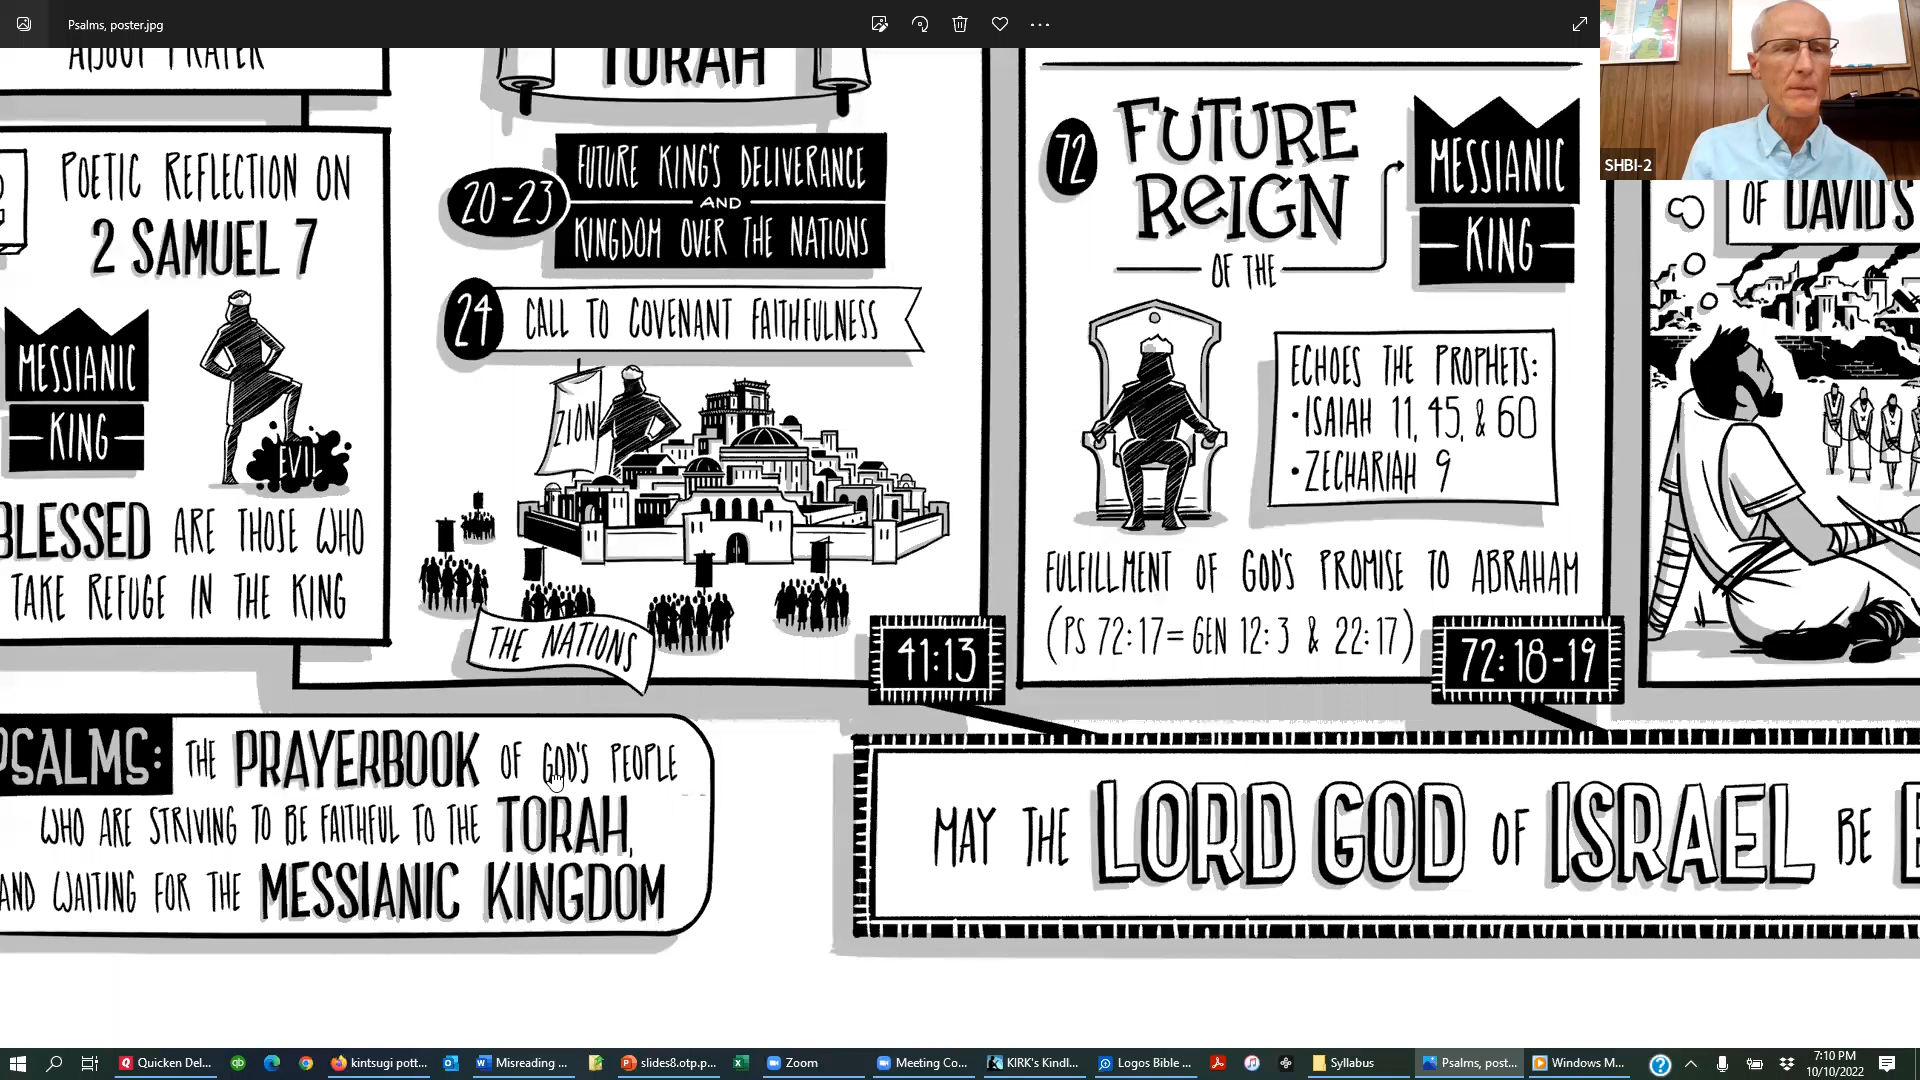 Psalms, poster.jpg
SHBI-2
ABOUT PRAYER
POETIC REFLECTION ON
2 SAMUEL 7
MESSIANIC
KING
EVIL
BLESSED ARE THOSE WHO
TAKE REFUGE IN THE KING
TORAH
20-23
FUTURE KING'S DELIVERANCE
AND
KINGDOM OVER THE NATIONS
24
CALL TO COVENANT FAITHFULNESS
ZION
THE NATIONS
41:13
72
FUTURE
REIGN
OF THE
MESSIANIC
KING
ECHOES THE PROPHETS:
• ISAIAH 11, 45, & 60
• ZECHARIAH 9
FULFILLMENT OF GOD'S PROMISE TO ABRAHAM
(PS 72:17 = GEN 12:3 & 22:17)
72:18-19
OF DAVID'S
PSALMS: THE PRAYERBOOK OF GOD'S PEOPLE
WHO ARE STRIVING TO BE FAITHFUL TO THE TORAH,
AND WAITING FOR THE MESSIANIC KINGDOM
MAY THE LORD GOD OF ISRAEL BE
Quicken Del...
kintsugi pott...
Misreading ...
slides8.otp.p...
Zoom
Meeting Co...
KIRK's Kindl...
Logos Bible ...
Syllabus
Psalms, post...
Windows M...
7:10 PM
10/10/2022